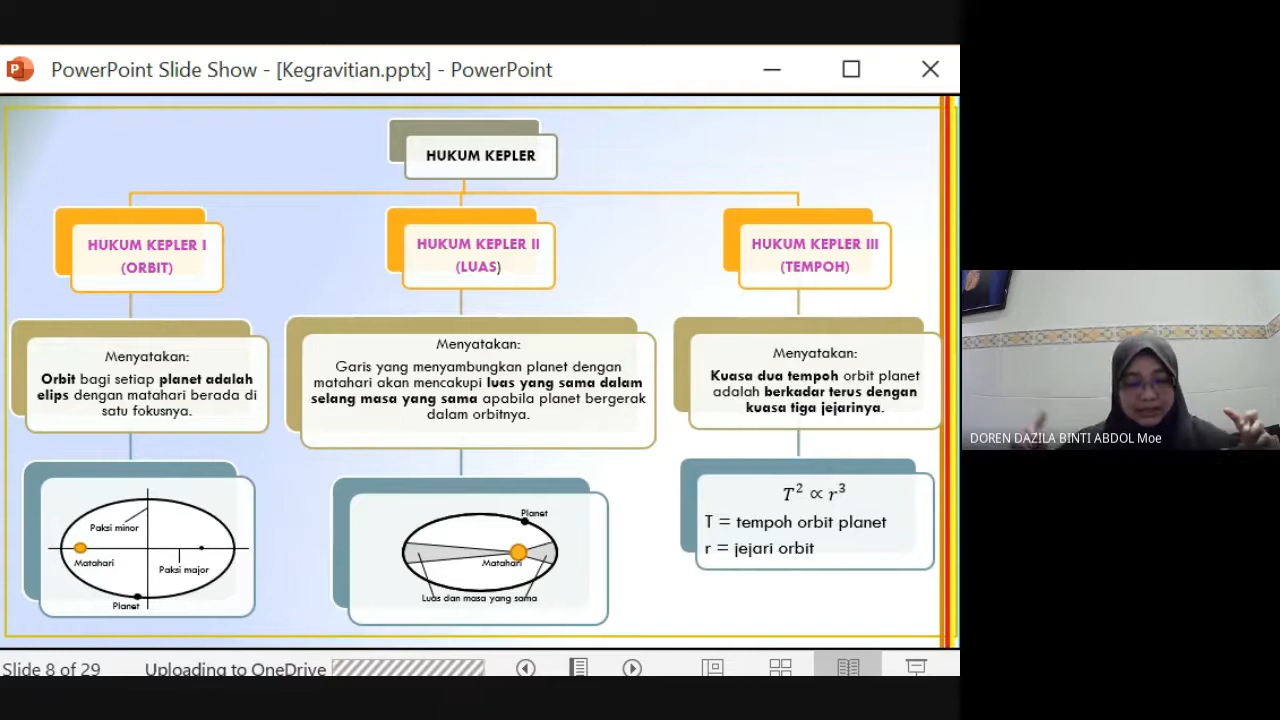 PowerPoint Slide Show - [Kegravitian.pptx] - PowerPoint
HUKUM KEPLER
HUKUM KEPLER I
(ORBIT)
Menyatakan:
Orbit bagi setiap planet adalah
elips dengan matahari berada di
satu fokusnya.
Paksi minor
Matahari
Paksi major
Planet
HUKUM KEPLER II
(LUAS)
Menyatakan:
Garis yang menyambungkan planet dengan
matahari akan mencakupi luas yang sama dalam
selang masa yang sama apabila planet bergerak
dalam orbitnya.
Planet
Matahari
Luas dan masa yang sama
HUKUM KEPLER III
(TEMPOH)
Menyatakan:
Kuasa dua tempoh orbit planet
adalah berkadar terus dengan
kuasa tiga jejarinya.
T² ∝ r³
T = tempoh orbit planet
r = jejari orbit
DOREN DAZILA BINTI ABDOL Moe
Slide 8 of 29
Uploading to OneDrive